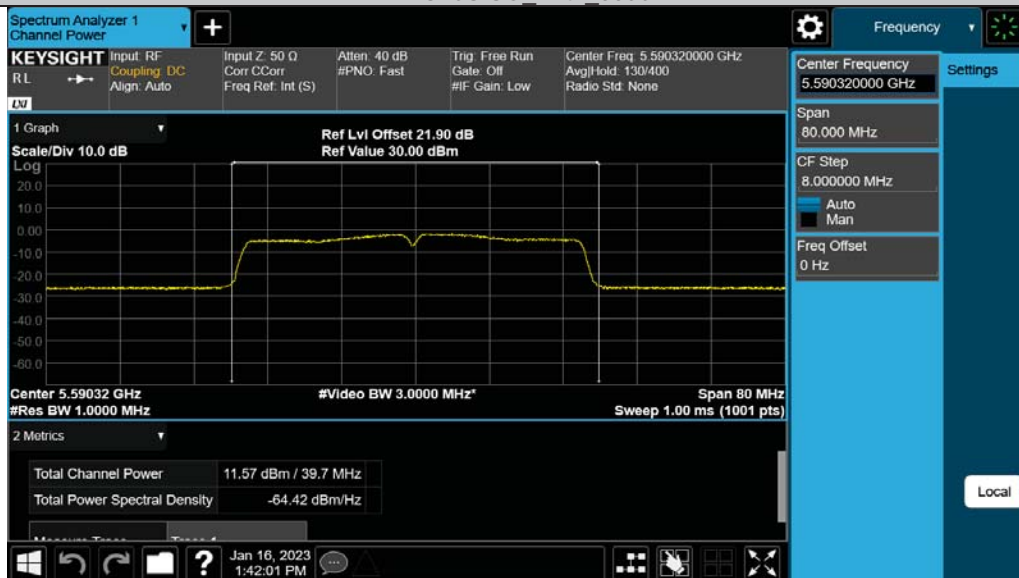 Spectrum Analyzer 1
Channel Power
+
Frequency
KEYSIGHT
RL
LXI
Input: RF
Coupling: DC
Align: Auto
Input Z: 50 Ω
Corr CCorr
Freq Ref: Int (S)
Atten: 40 dB
#PNO: Fast
Trig: Free Run
Gate: Off
#IF Gain: Low
Center Freq: 5.590320000 GHz
Avg|Hold: 130/400
Radio Std: None
Center Frequency
5.590320000 GHz
Settings
Span
80.000 MHz
CF Step
8.000000 MHz
Auto
Man
Freq Offset
0 Hz
1 Graph
Scale/Div 10.0 dB
Ref Lvl Offset 21.90 dB
Ref Value 30.00 dBm
Log
20.0
10.0
0.00
-10.0
-20.0
-30.0
-40.0
-50.0
-60.0
Center 5.59032 GHz
#Video BW 3.0000 MHz*
Span 80 MHz
#Res BW 1.0000 MHz
Sweep 1.00 ms (1001 pts)
2 Metrics
Total Channel Power 11.57 dBm / 39.7 MHz
Total Power Spectral Density -64.42 dBm/Hz
Local
?
Jan 16, 2023
1:42:01 PM